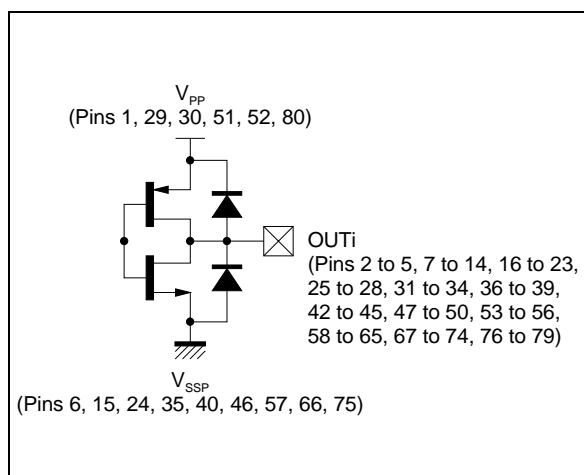 VPP
(Pins 1, 29, 30, 51, 52, 80)
OUTi
(Pins 2 to 5, 7 to 14, 16 to 23,
25 to 28, 31 to 34, 36 to 39,
42 to 45, 47 to 50, 53 to 56,
58 to 65, 67 to 74, 76 to 79)
VSSP
(Pins 6, 15, 24, 35, 40, 46, 57, 66, 75)